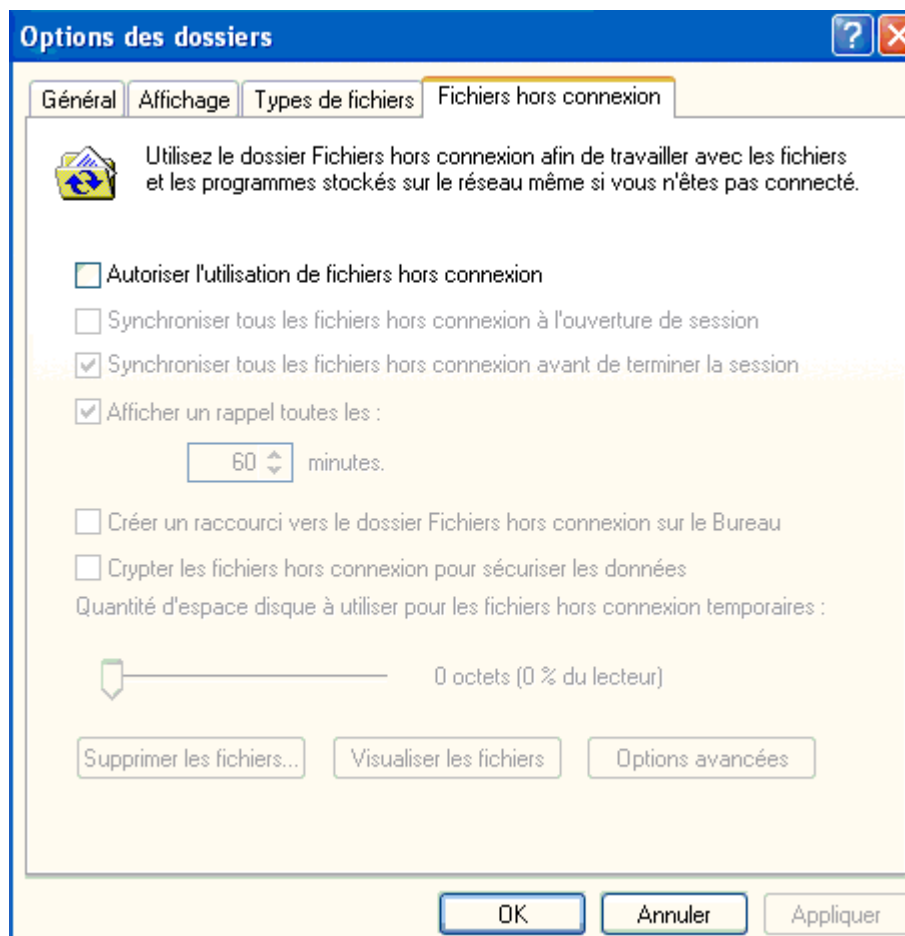 Options des dossiers
Général Affichage Types de fichiers Fichiers hors connexion
Utilisez le dossier Fichiers hors connexion afin de travailler avec les fichiers
et les programmes stockés sur le réseau même si vous n'êtes pas connecté.
Autoriser l'utilisation de fichiers hors connexion
Synchroniser tous les fichiers hors connexion à l'ouverture de session
Synchroniser tous les fichiers hors connexion avant de terminer la session
Afficher un rappel toutes les :
60 minutes.
Créer un raccourci vers le dossier Fichiers hors connexion sur le Bureau
Crypter les fichiers hors connexion pour sécuriser les données
Quantité d'espace disque à utiliser pour les fichiers hors connexion temporaires :
0 octets (0 % du lecteur)
Supprimer les fichiers... Visualiser les fichiers Options avancées
OK Annuler Appliquer